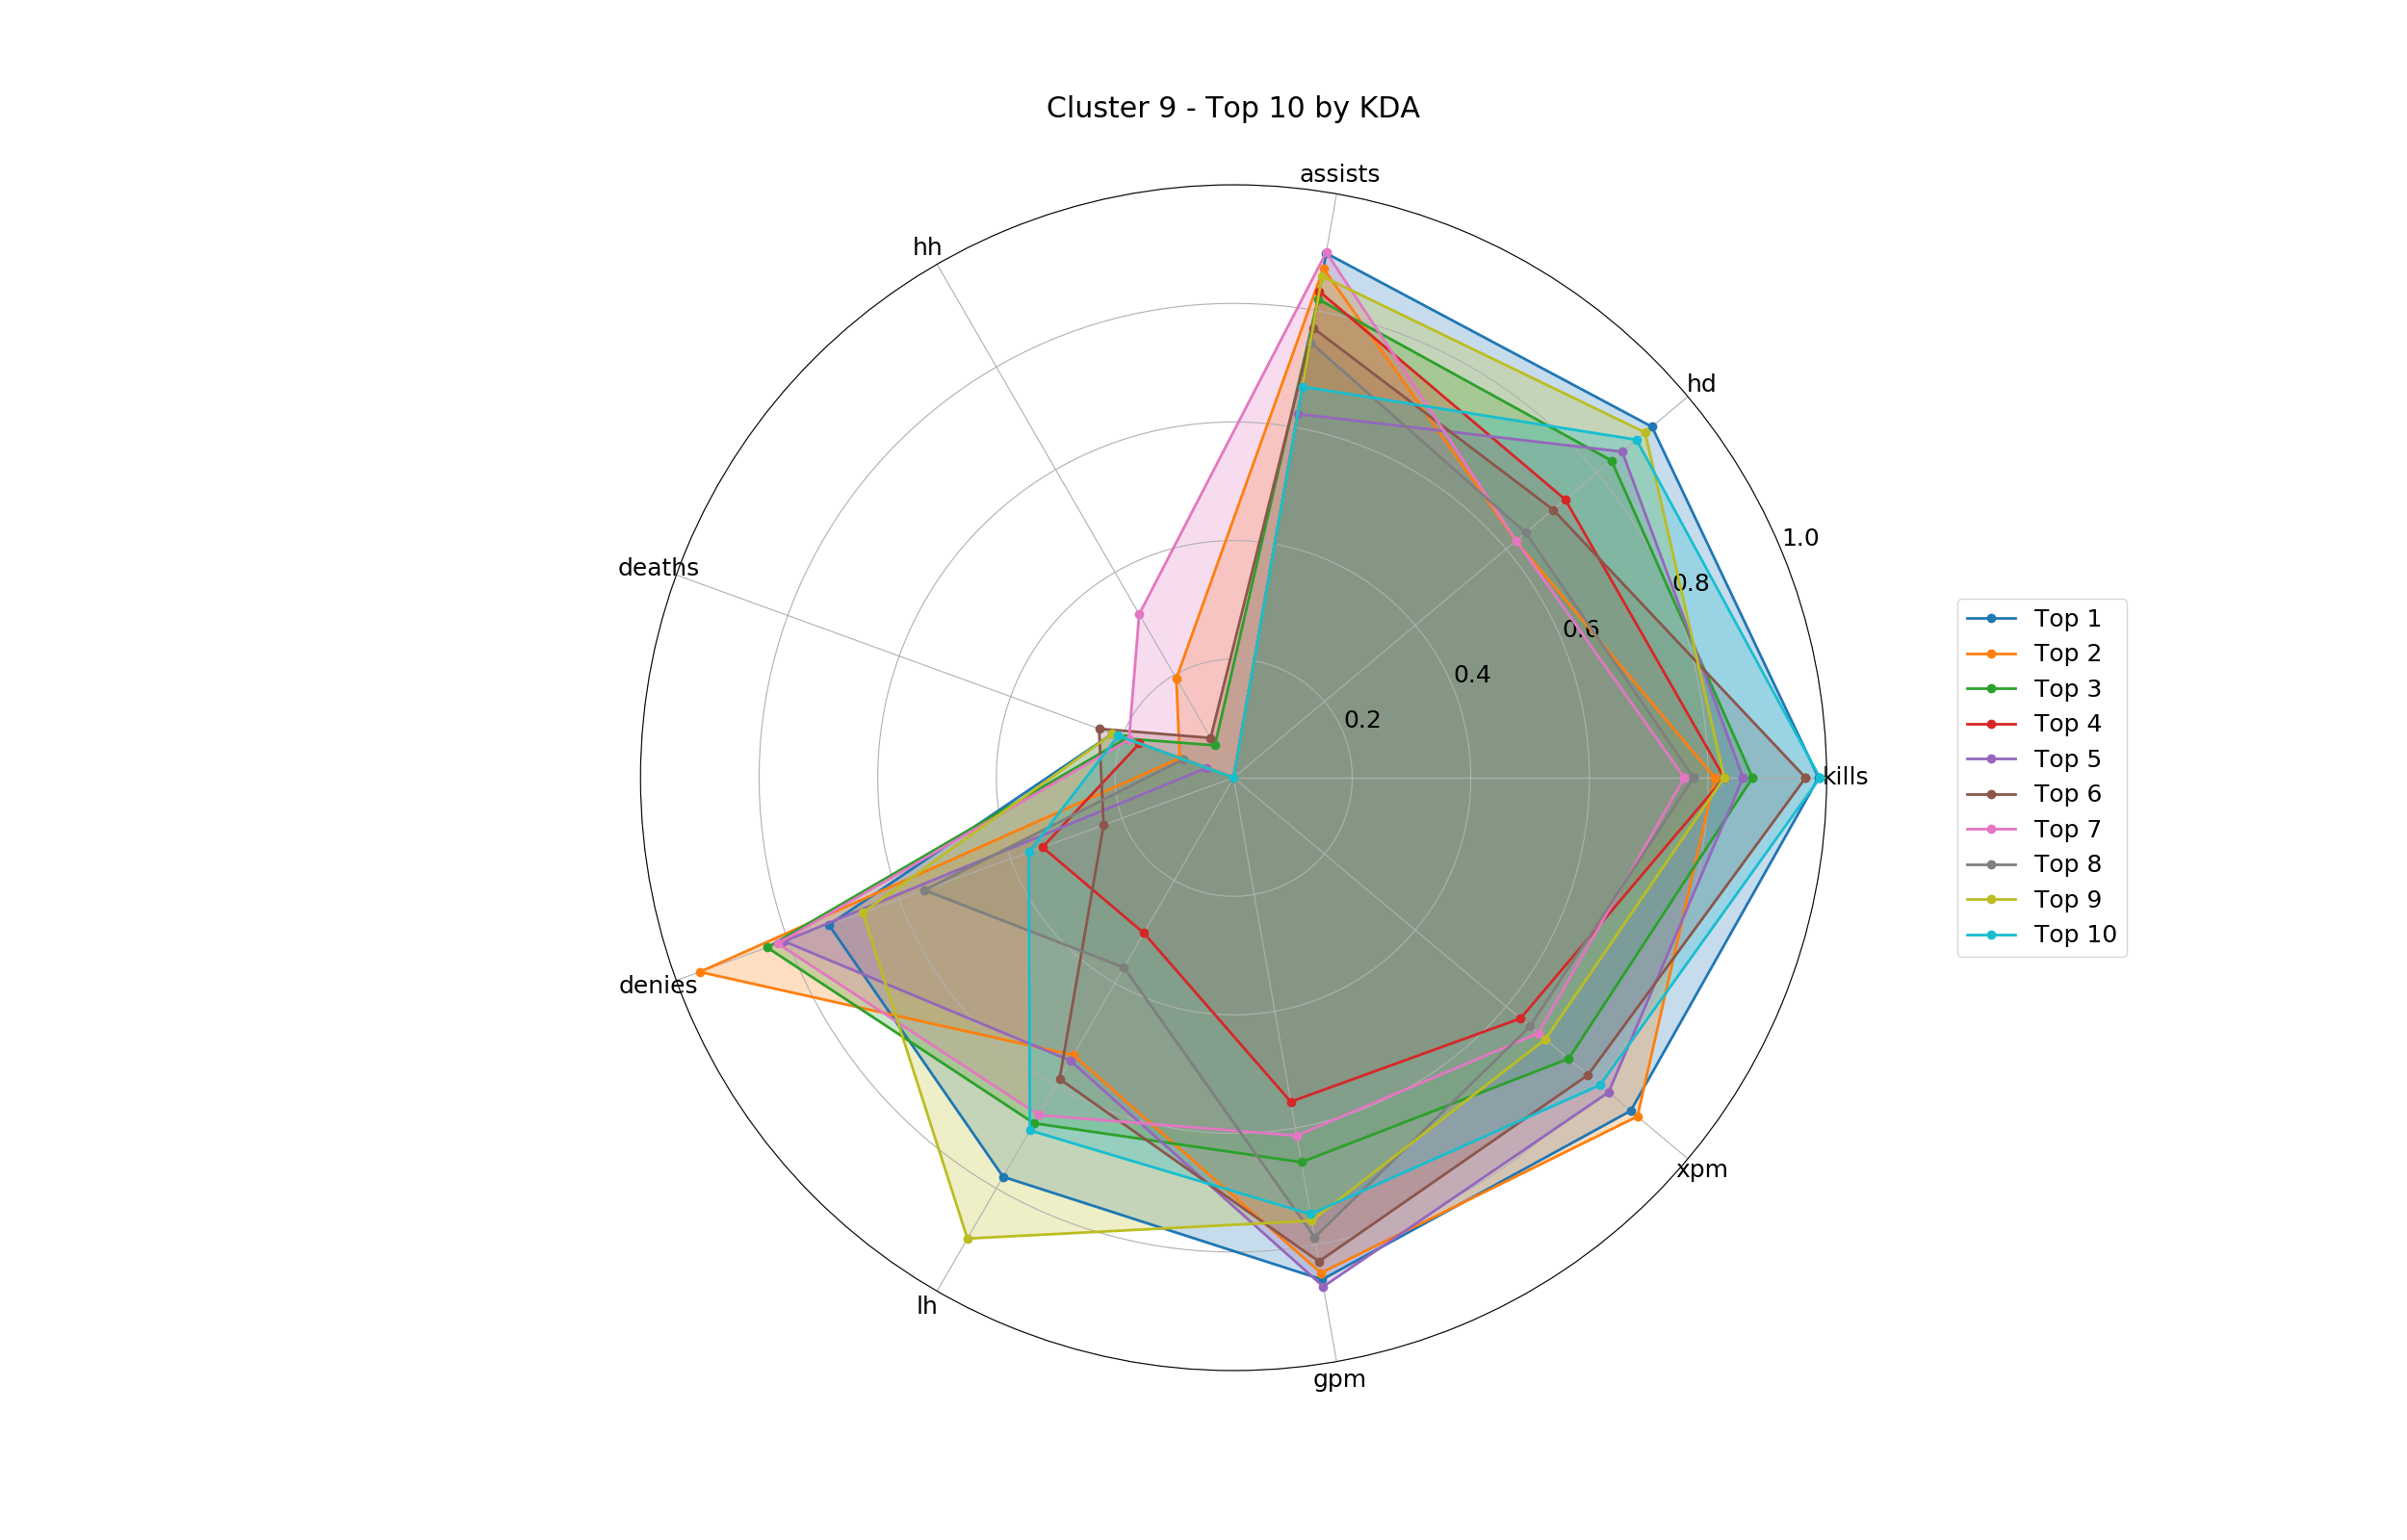 Cluster 9 - Top 10 by KDA
assists
hh
hd
deaths
1.0
0.8
0.6
0.4
0.2
kills
denies
xpm
lh
gpm
Top 1
Top 2
Top 3
Top 4
Top 5
Top 6
Top 7
Top 8
Top 9
Top 10